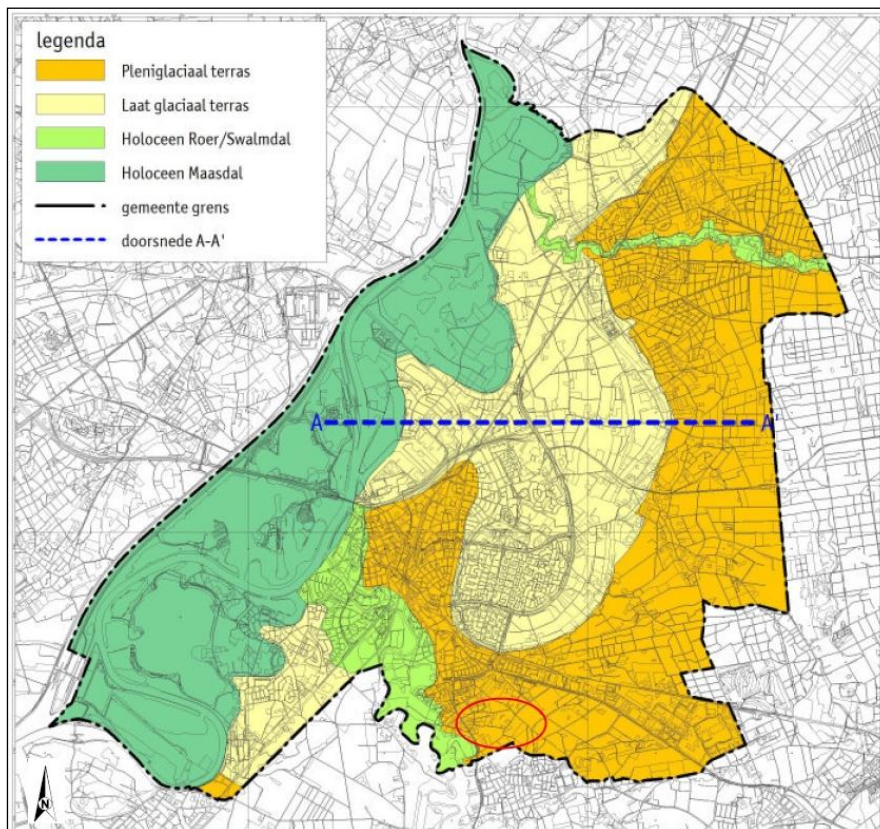 legenda
Pleniglaciaal terras
Laat glaciaal terras
Holoceen Roer/Swalmdal
Holoceen Maasdal
gemeente grens
doorsnede A-A'
A
A'
N